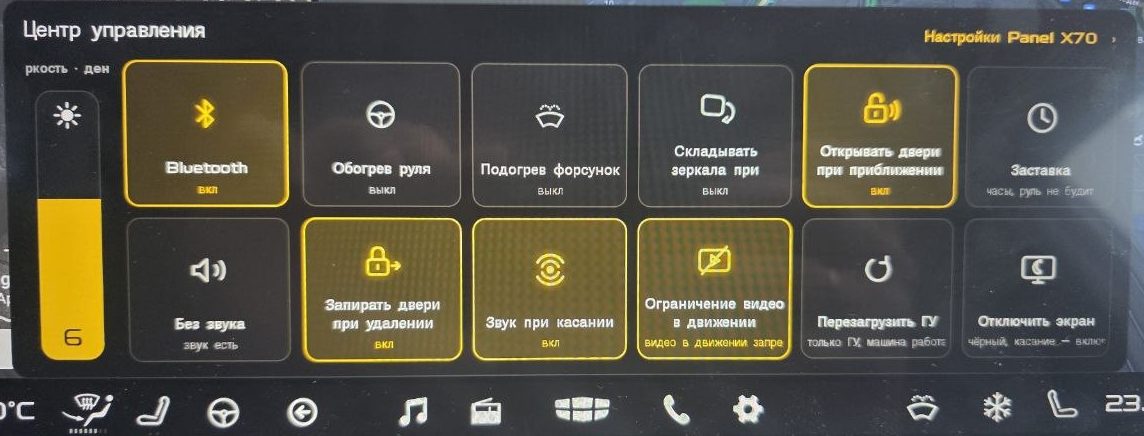 Центр управления
Настройки Panel X70 ›
ркость · ден
6
Bluetooth
вкл
Обогрев руля
выкл
Подогрев форсунок
выкл
Складывать
зеркала при
выкл
Открывать двери
при приближении
вкл
Заставка
часы, руль не будит
Без звука
звук есть
Запирать двери
при удалении
вкл
Звук при касании
вкл
Ограничение видео
в движении
видео в движении запре
Перезагрузить ГУ
только ГУ, машина работа
Отключить экран
чёрный, касание — включ
0°C
23.